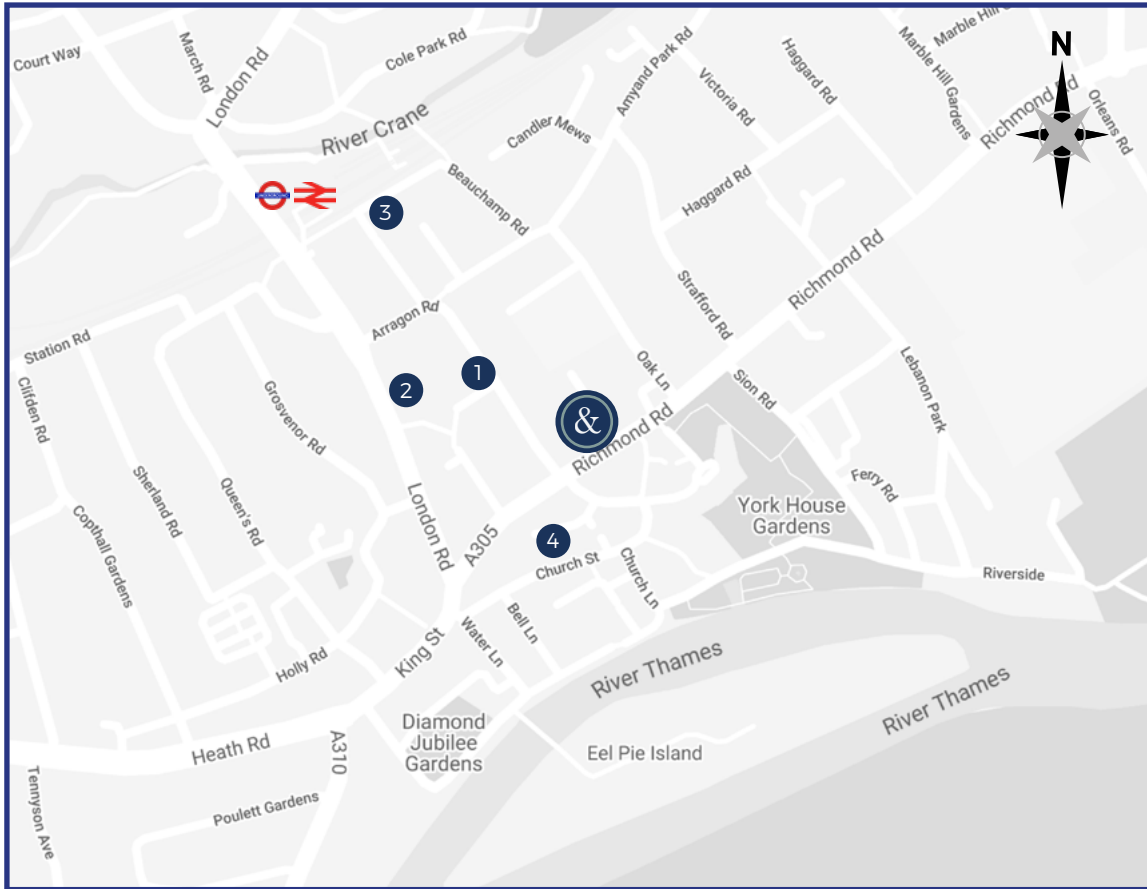 Court Way
March Rd
London Rd
Cole Park Rd
River Crane
Candler Mews
Amyand Park Rd
Victoria Rd
Haggard Rd
Marble Hill
Marble Hill Gardens
Richmond Rd
Orleans Rd
N
Beauchamp Rd
Haggard Rd
3
Richmond Rd
Strafford Rd
Arragon Rd
Station Rd
Clifden Rd
Grosvenor Rd
2
1
Oak Ln
Sion Rd
Lebanon Park
&
Richmond Rd
Sherland Rd
Queen's Rd
London Rd
A305
Copthall Gardens
4
Church St
Church Ln
York House
Gardens
Ferry Rd
Riverside
Bell Ln
Water Ln
King St
Holly Rd
River Thames
River Thames
Diamond
Jubilee
Gardens
Eel Pie Island
Heath Rd
A310
Tennyson Ave
Poulett Gardens